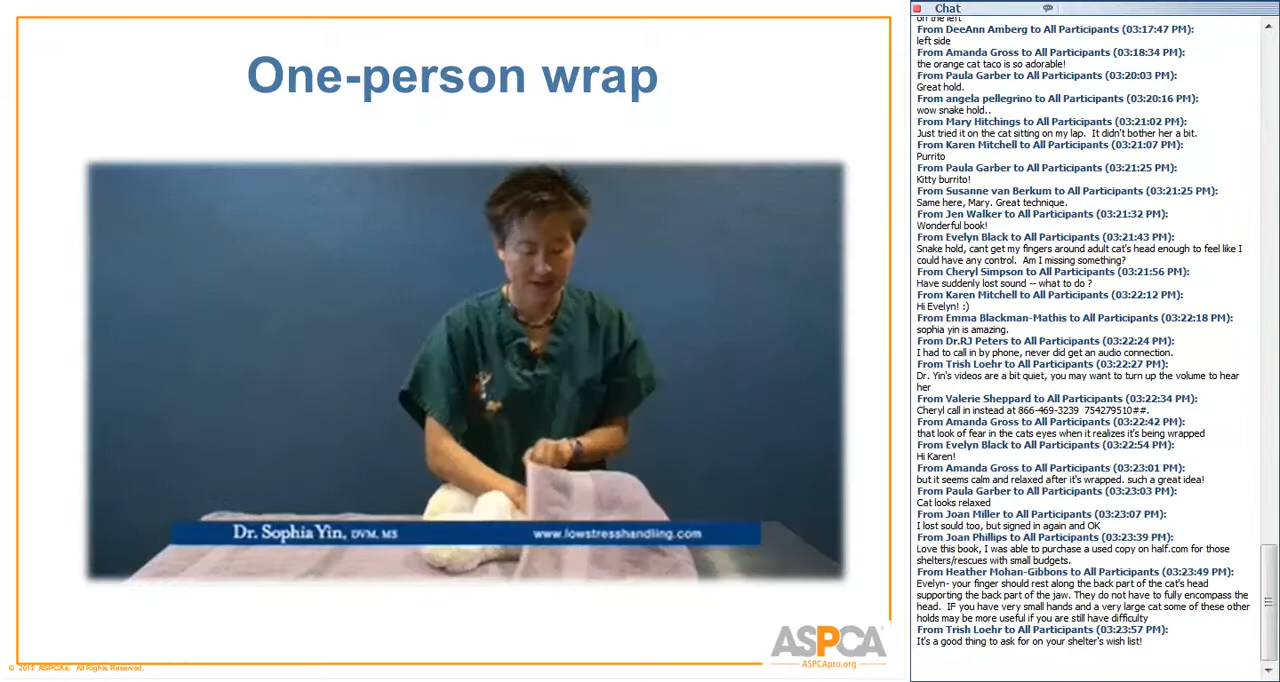 One-person wrap
Dr. Sophia Yin, DVM, MS
www.lowstresshandling.com
ASPCA®
ASPCApro.org
© 2012 ASPCA®. All Rights Reserved.
Chat
on the left
From DeeAnn Amberg to All Participants (03:17:47 PM):
left side
From Amanda Gross to All Participants (03:18:34 PM):
the orange cat taco is so adorable!
From Paula Garber to All Participants (03:20:03 PM):
Great hold.
From angela pellegrino to All Participants (03:20:16 PM):
wow snake hold..
From Mary Hitchings to All Participants (03:21:02 PM):
Just tried it on the cat sitting on my lap.  It didn't bother her a bit.
From Karen Mitchell to All Participants (03:21:07 PM):
Purrito
From Paula Garber to All Participants (03:21:25 PM):
Kitty burrito!
From Susanne van Berkum to All Participants (03:21:25 PM):
Same here, Mary. Great technique.
From Jen Walker to All Participants (03:21:32 PM):
Wonderful book!
From Evelyn Black to All Participants (03:21:43 PM):
Snake hold, cant get my fingers around adult cat's head enough to feel like I
could have any control.  Am I missing something?
From Cheryl Simpson to All Participants (03:21:56 PM):
Have suddenly lost sound -- what to do ?
From Karen Mitchell to All Participants (03:22:12 PM):
Hi Evelyn! :)
From Emma Blackman-Mathis to All Participants (03:22:18 PM):
sophia yin is amazing.
From Dr.RJ Peters to All Participants (03:22:24 PM):
I had to call in by phone, never did get an audio connection.
From Trish Loehr to All Participants (03:22:27 PM):
Dr. Yin's videos are a bit quiet, you may want to turn up the volume to hear
her
From Valerie Sheppard to All Participants (03:22:34 PM):
Cheryl call in instead at 866-469-3239  754279510##.
From Amanda Gross to All Participants (03:22:42 PM):
that look of fear in the cats eyes when it realizes it's being wrapped
From Evelyn Black to All Participants (03:22:54 PM):
Hi Karen!
From Amanda Gross to All Participants (03:23:01 PM):
but it seems calm and relaxed after it's wrapped. such a great idea!
From Paula Garber to All Participants (03:23:03 PM):
Cat looks relaxed
From Joan Miller to All Participants (03:23:07 PM):
I lost sould too, but signed in again and OK
From Joan Phillips to All Participants (03:23:39 PM):
Love this book, I was able to purchase a used copy on half.com for those
shelters/rescues with small budgets.
From Heather Mohan-Gibbons to All Participants (03:23:49 PM):
Evelyn- your finger should rest along the back part of the cat's head
supporting the back part of the jaw. They do not have to fully encompass the
head.  IF you have very small hands and a very large cat some of these other
holds may be more useful if you are still have difficulty
From Trish Loehr to All Participants (03:23:57 PM):
It's a good thing to ask for on your shelter's wish list!